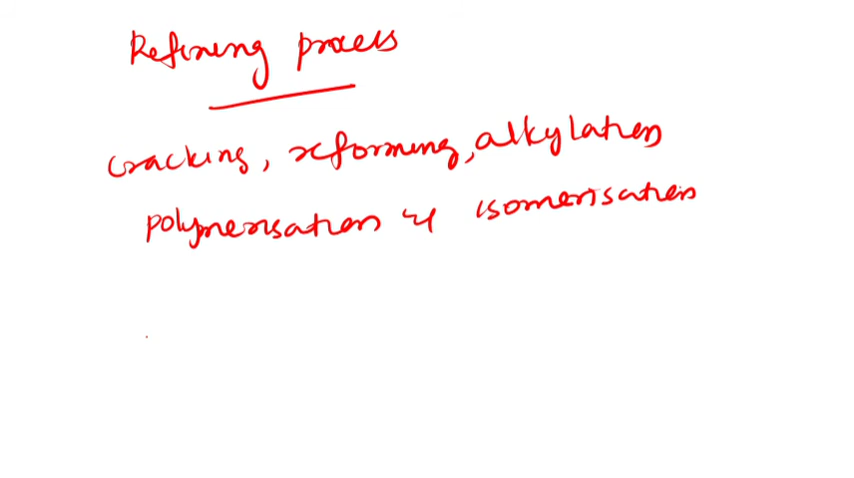 Refining process
cracking, reforming, alkylation
polymerisation & isomerisation